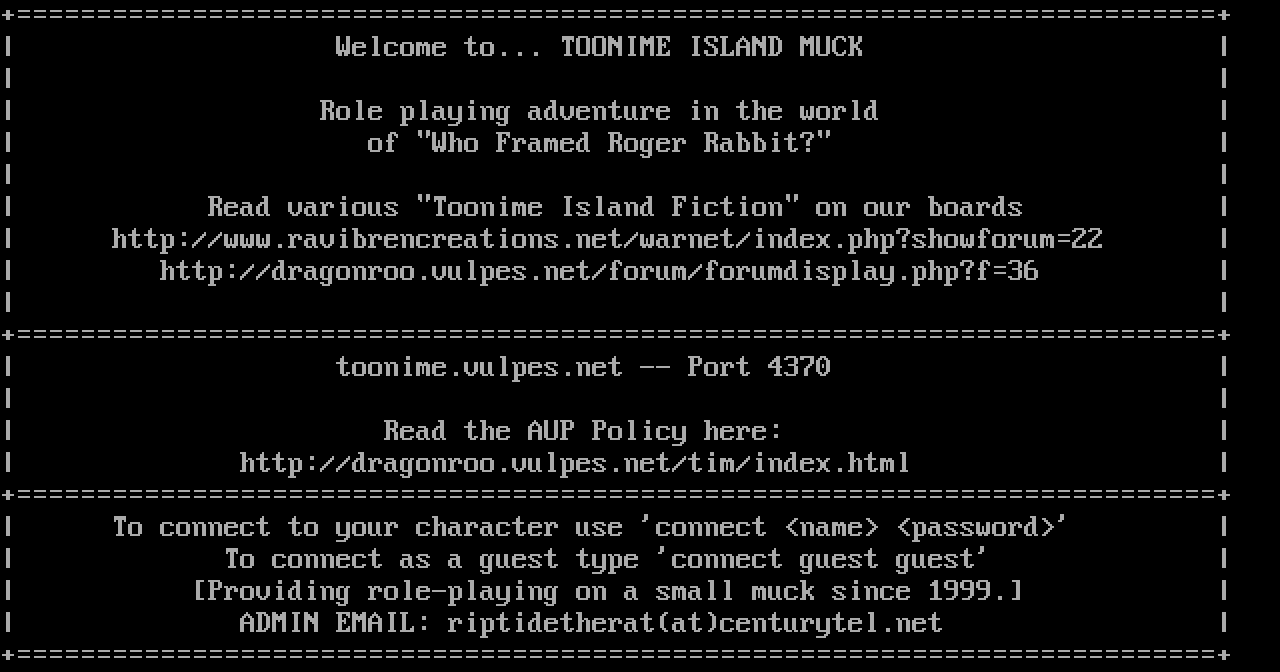 Welcome to... TOONIME ISLAND MUCK
Role playing adventure in the world
of "Who Framed Roger Rabbit?"
Read various "Toonime Island Fiction" on our boards
http://www.ravibrencreations.net/warnet/index.php?showforum=22
http://dragonroo.vulpes.net/forum/forumdisplay.php?f=36
toonime.vulpes.net -- Port 4370
Read the AUP Policy here:
http://dragonroo.vulpes.net/tim/index.html
To connect to your character use 'connect <name> <password>'
To connect as a guest type 'connect guest guest'
[Providing role-playing on a small muck since 1999.]
ADMIN EMAIL: riptidetherat(at)centurytel.net